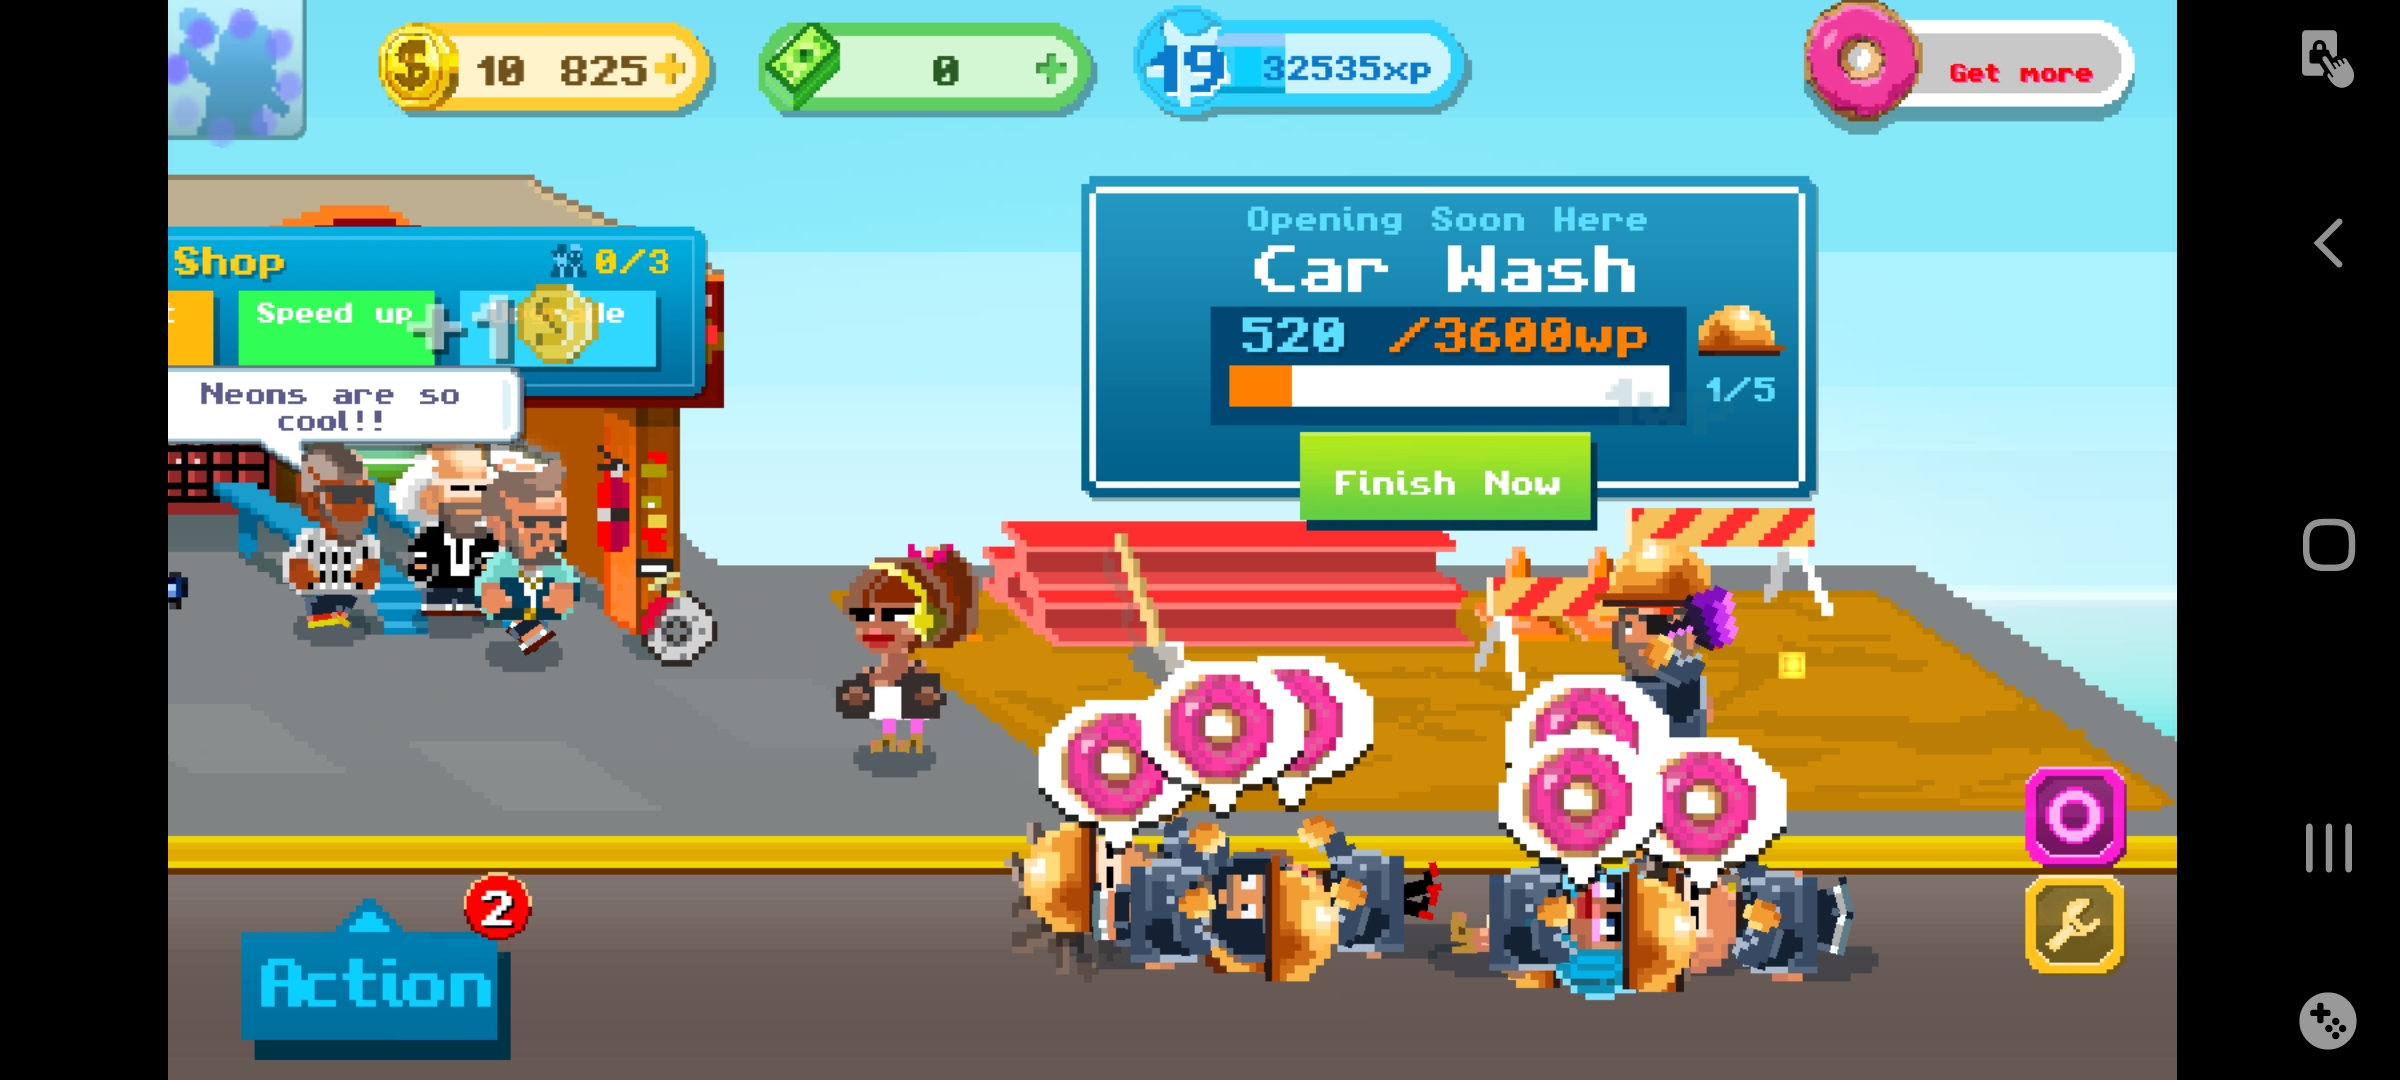 10 825
0
19
32535xp
Get more
Shop
0/3
Speed up
+1
Neons are so
cool!!
Opening Soon Here
Car Wash
520 /3600wp
1/5
Finish Now
2
Action